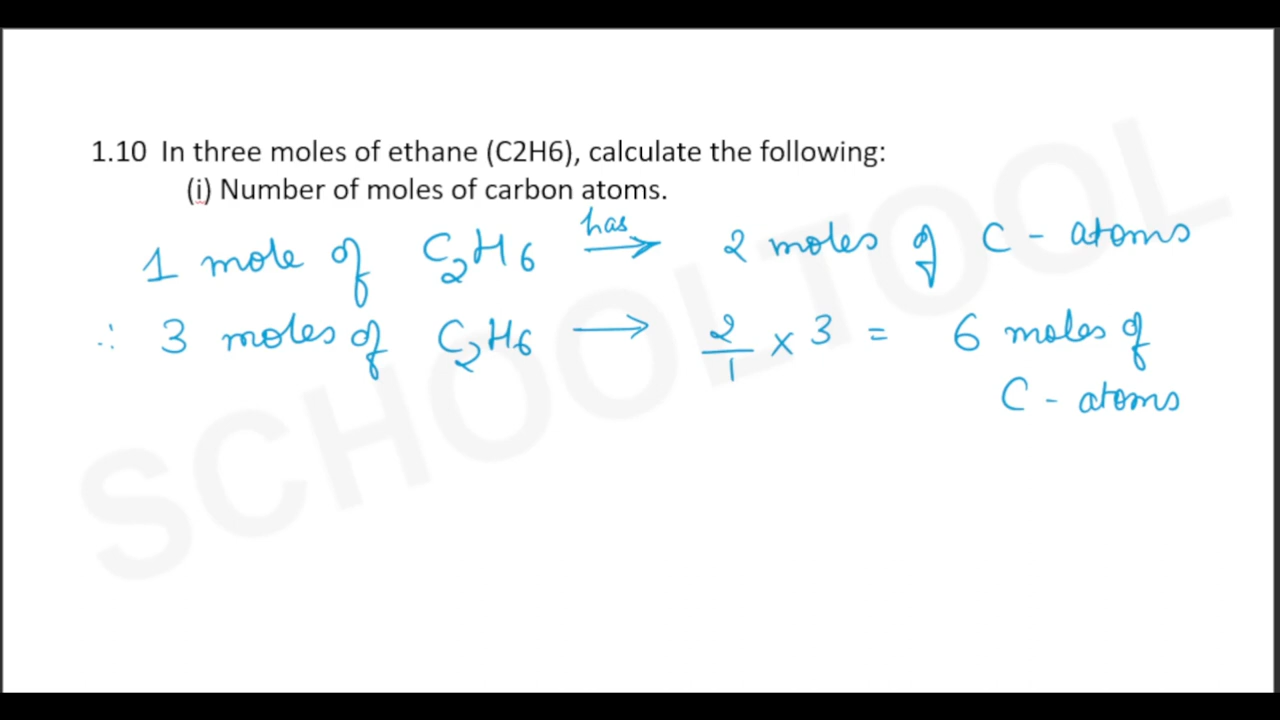 1.10 In three moles of ethane (C2H6), calculate the following:
(i) Number of moles of carbon atoms.
1 mole of C₂H₆ has → 2 moles of C - atoms
∴ 3 moles of C₂H₆ → 2/1 × 3 = 6 moles of
C - atoms
SCHOOLTOOL